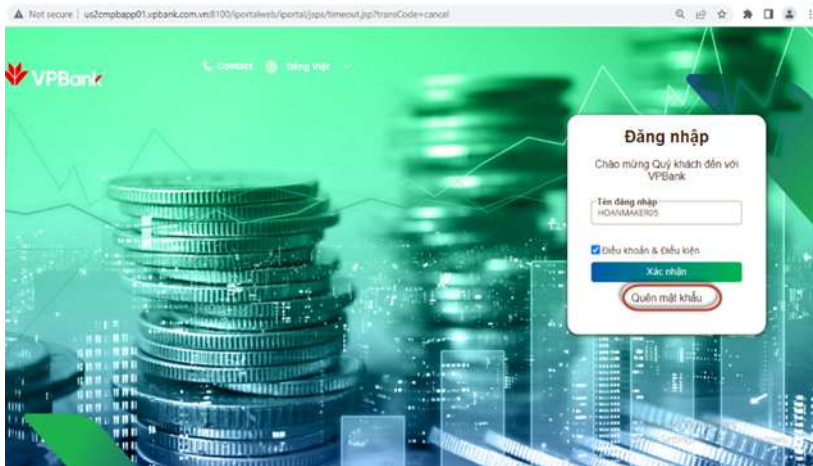 Not secure | us2cmpbapp01.vpbank.com.vn:8100/iportalweb/iportal/jsps/timeout.jsp?transCode=cancel
VPBank
Contact Tiếng Việt
Đăng nhập
Chào mừng Quý khách đến với
VPBank
Tên đăng nhập
HOANMAKER05
Điều khoản & Điều kiện
Xác nhận
Quên mật khẩu